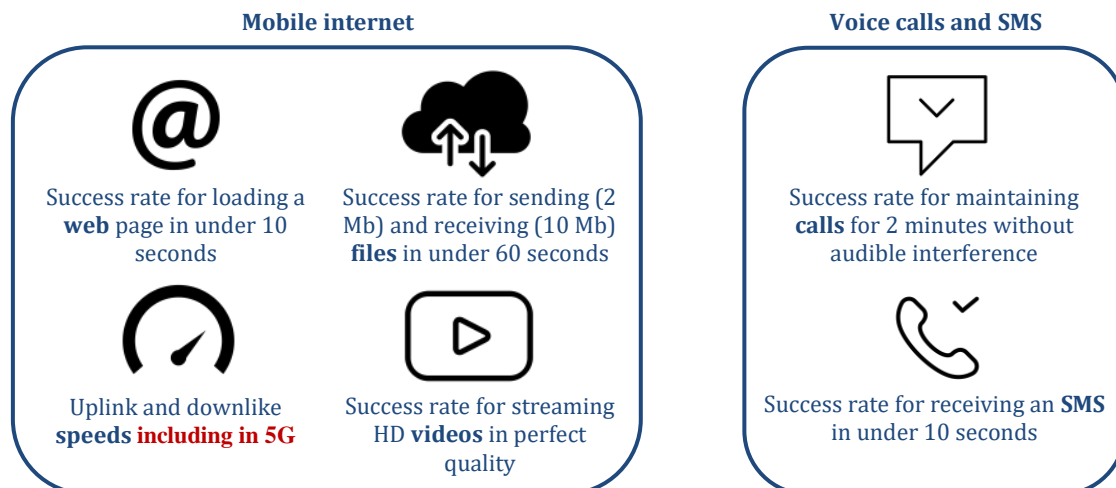 Mobile internet
Success rate for loading a
web page in under 10
seconds
Success rate for sending (2
Mb) and receiving (10 Mb)
files in under 60 seconds
Uplink and downlike
speeds including in 5G
Success rate for streaming
HD videos in perfect
quality
Voice calls and SMS
Success rate for maintaining
calls for 2 minutes without
audible interference
Success rate for receiving an SMS
in under 10 seconds